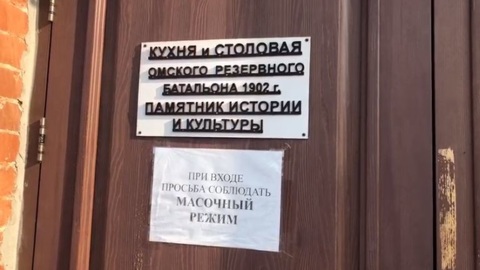 КУХНЯ и СТОЛОВАЯ
ОМСКОГО РЕЗЕРВНОГО
БАТАЛЬОНА 1902 г.
ПАМЯТНИК ИСТОРИИ
И КУЛЬТУРЫ
ПРИ ВХОДЕ
ПРОСЬБА СОБЛЮДАТЬ
МАСОЧНЫЙ
РЕЖИМ